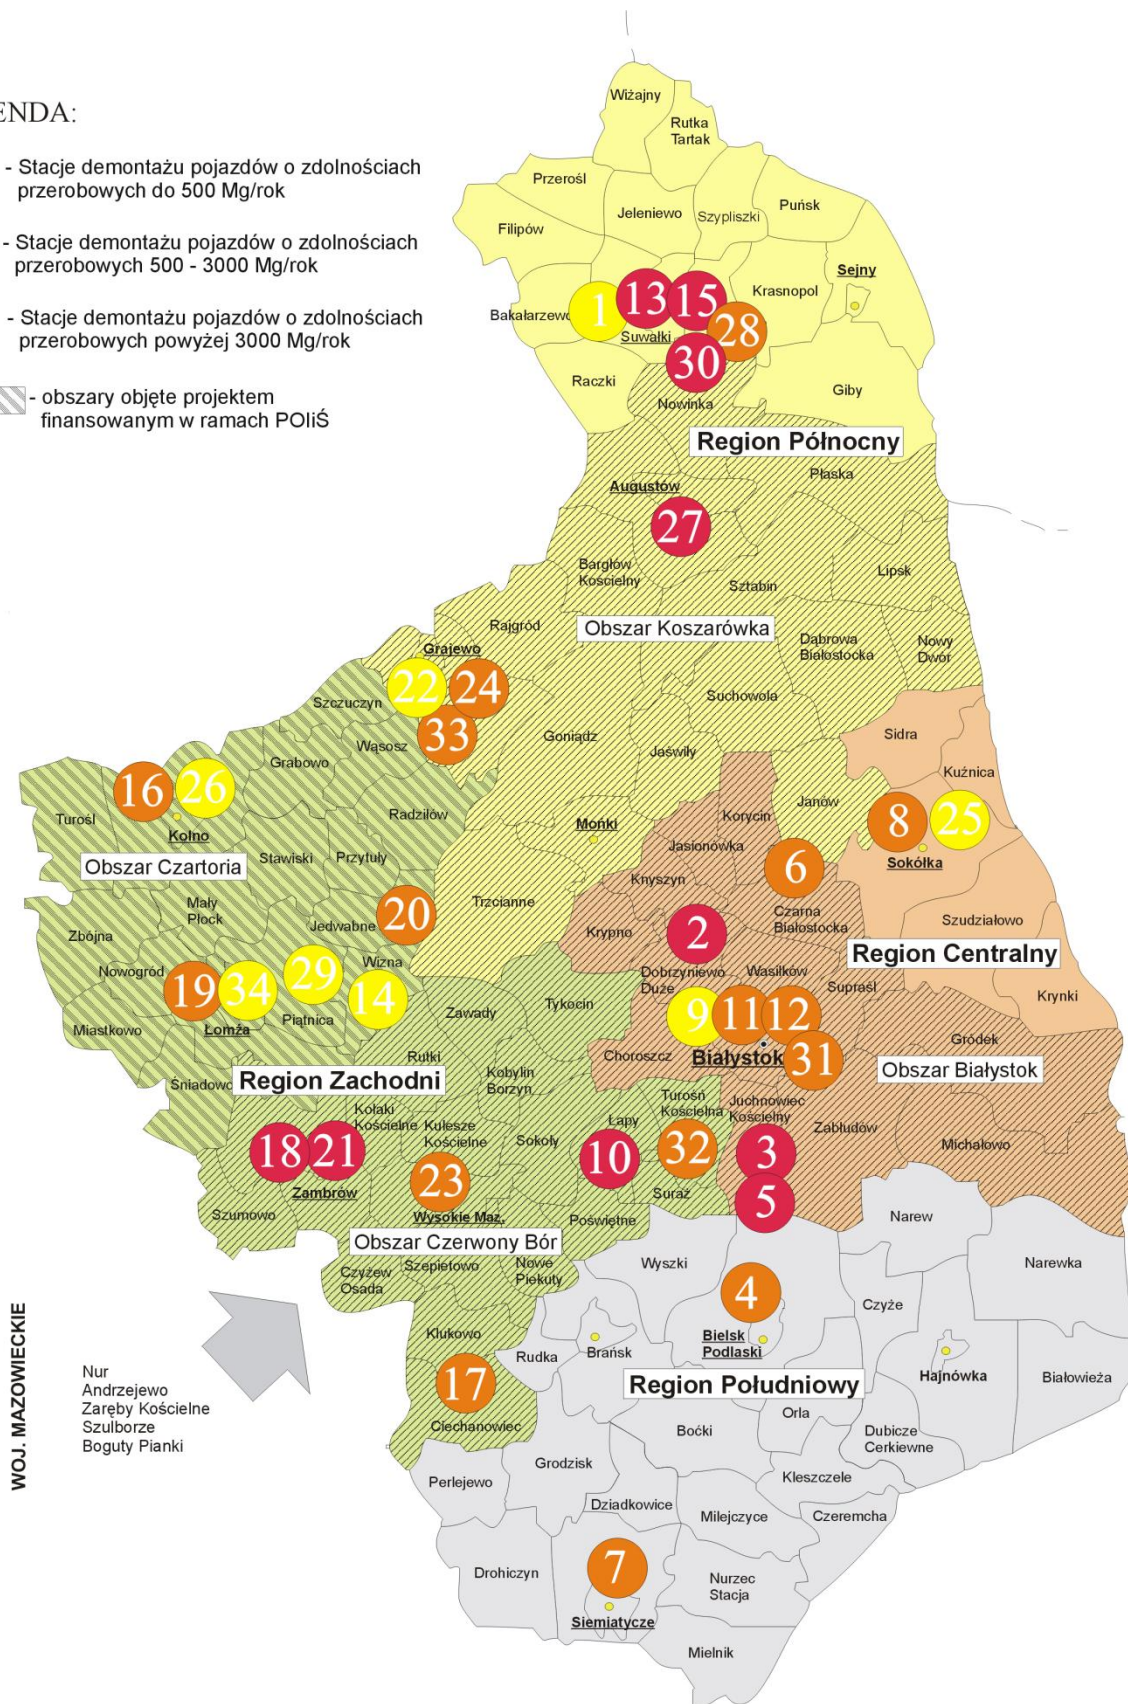 ENDA:
- Stacje demontażu pojazdów o zdolnościach
przerobowych do 500 Mg/rok
- Stacje demontażu pojazdów o zdolnościach
przerobowych 500 - 3000 Mg/rok
- Stacje demontażu pojazdów o zdolnościach
przerobowych powyżej 3000 Mg/rok
- obszary objęte projektem
finansowanym w ramach POIiŚ
Wiżajny
Rutka
Tartak
Przerośl
Jeleniewo
Szypliszki
Puńsk
Filipów
Sejny
Krasnopol
Bakałarzewo
1
13
15
28
Suwałki
30
Raczki
Nowinka
Giby
Region Północny
Płaska
Augustów
27
Bargłów
Kościelny
Sztabin
Lipsk
Rajgród
Obszar Koszarówka
Dąbrowa
Białostocka
Nowy
Dwór
Grajewo
22
24
33
Szczuczyn
Wąsosz
Suchowola
Goniądz
Jaświły
Sidra
Kuźnica
Grabowo
16
26
Turośl
Kolno
Radziłów
Janów
Korycin
8
25
Sokółka
Mońki
Jasionówka
Obszar Czartoria
Stawiski
Przytuły
Knyszyn
6
Czarna
Białostocka
Mały
Płock
Trzcianne
Szudziałowo
Zbójna
Jedwabne
20
Krypno
2
Region Centralny
Nowogród
19
34
29
14
Wizna
Dobrzyniewo
Duże
Wasilków
Supraśl
Krynki
Miastkowo
Łomża
Piątnica
Zawady
Tykocin
9
11
12
31
Choroszcz
Białystok
Gródek
Obszar Białystok
Śniadowo
Rutki
Region Zachodni
Kobylin
Borzyn
Turośń
Kościelna
Juchnowiec
Kościelny
Kołaki
Kościelne
Kulesze
Kościelne
Sokoły
Łapy
Zabłudów
Michałowo
18
21
10
32
3
Zambrów
23
Suraż
5
Szumowo
Wysokie Maz.
Poświętne
Narew
Obszar Czerwony Bór
Wyszki
Narewka
Czyżew
Osada
Szepietowo
Nowe
Piekuty
4
Czyże
Klukowo
Bielsk
Podlaski
Rudka
Brańsk
Hajnówka
Białowieża
17
Region Południowy
Ciechanowiec
Orla
Boćki
Dubicze
Cerkiewne
WOJ. MAZOWIECKIE
Nur
Andrzejewo
Zaręby Kościelne
Szulborze
Boguty Pianki
Perlejewo
Grodzisk
Kleszczele
Dziadkowice
Milejczyce
Czeremcha
Drohiczyn
7
Nurzec
Stacja
Siemiatycze
Mielnik